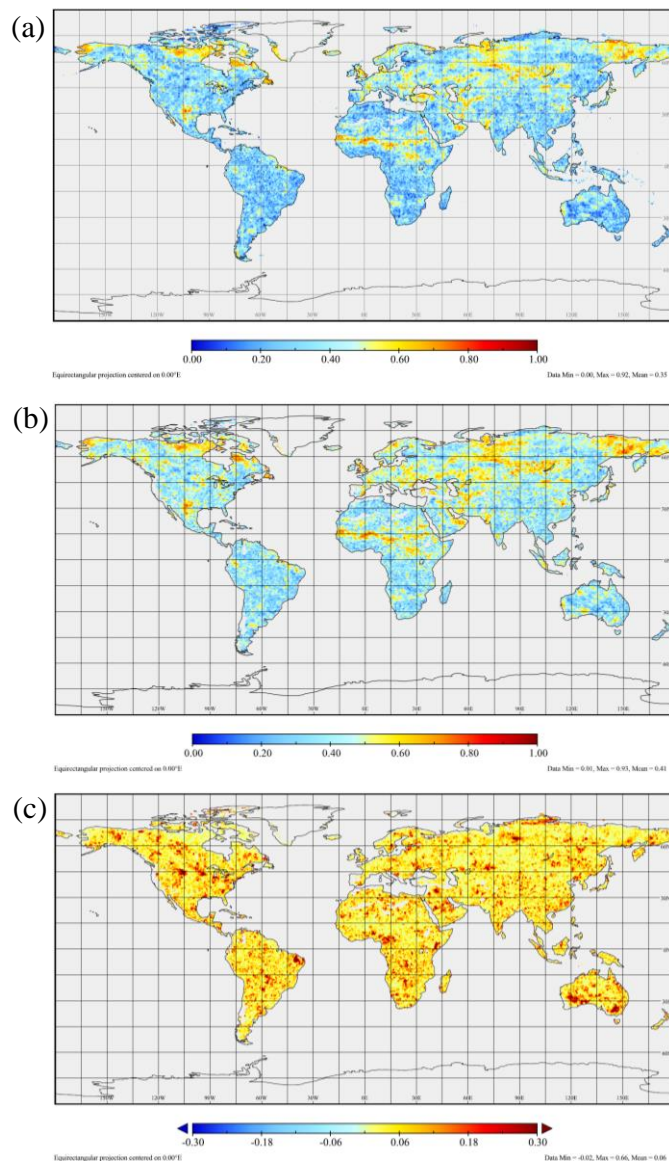 (a)
0.00 0.20 0.40 0.60 0.80 1.00
Equirectangular projection centered on 0.00°E Data Min = 0.00, Max = 0.92, Mean = 0.35
(b)
0.00 0.20 0.40 0.60 0.80 1.00
Equirectangular projection centered on 0.00°E Data Min = 0.01, Max = 0.93, Mean = 0.41
(c)
-0.30 -0.18 -0.06 0.06 0.18 0.30
Equirectangular projection centered on 0.00°E Data Min = -0.02, Max = 0.66, Mean = 0.06